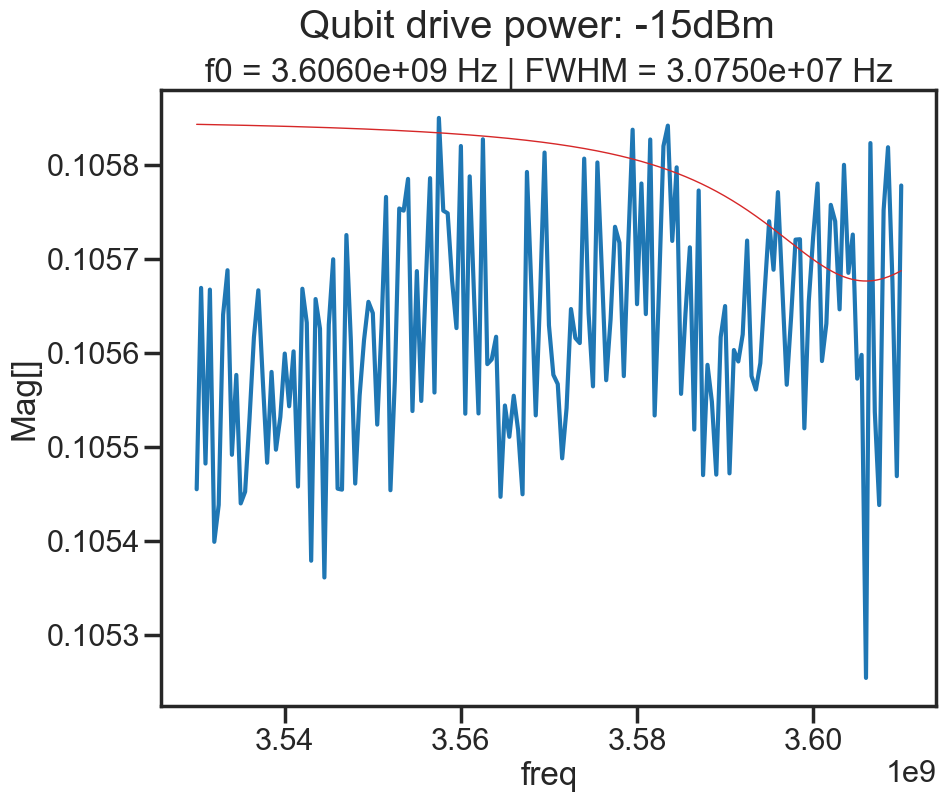 Qubit drive power: -15dBm
f0 = 3.6060e+09 Hz | FWHM = 3.0750e+07 Hz
Mag[]
0.1058
0.1057
0.1056
0.1055
0.1054
0.1053
3.54
3.56
3.58
3.60
freq
1e9